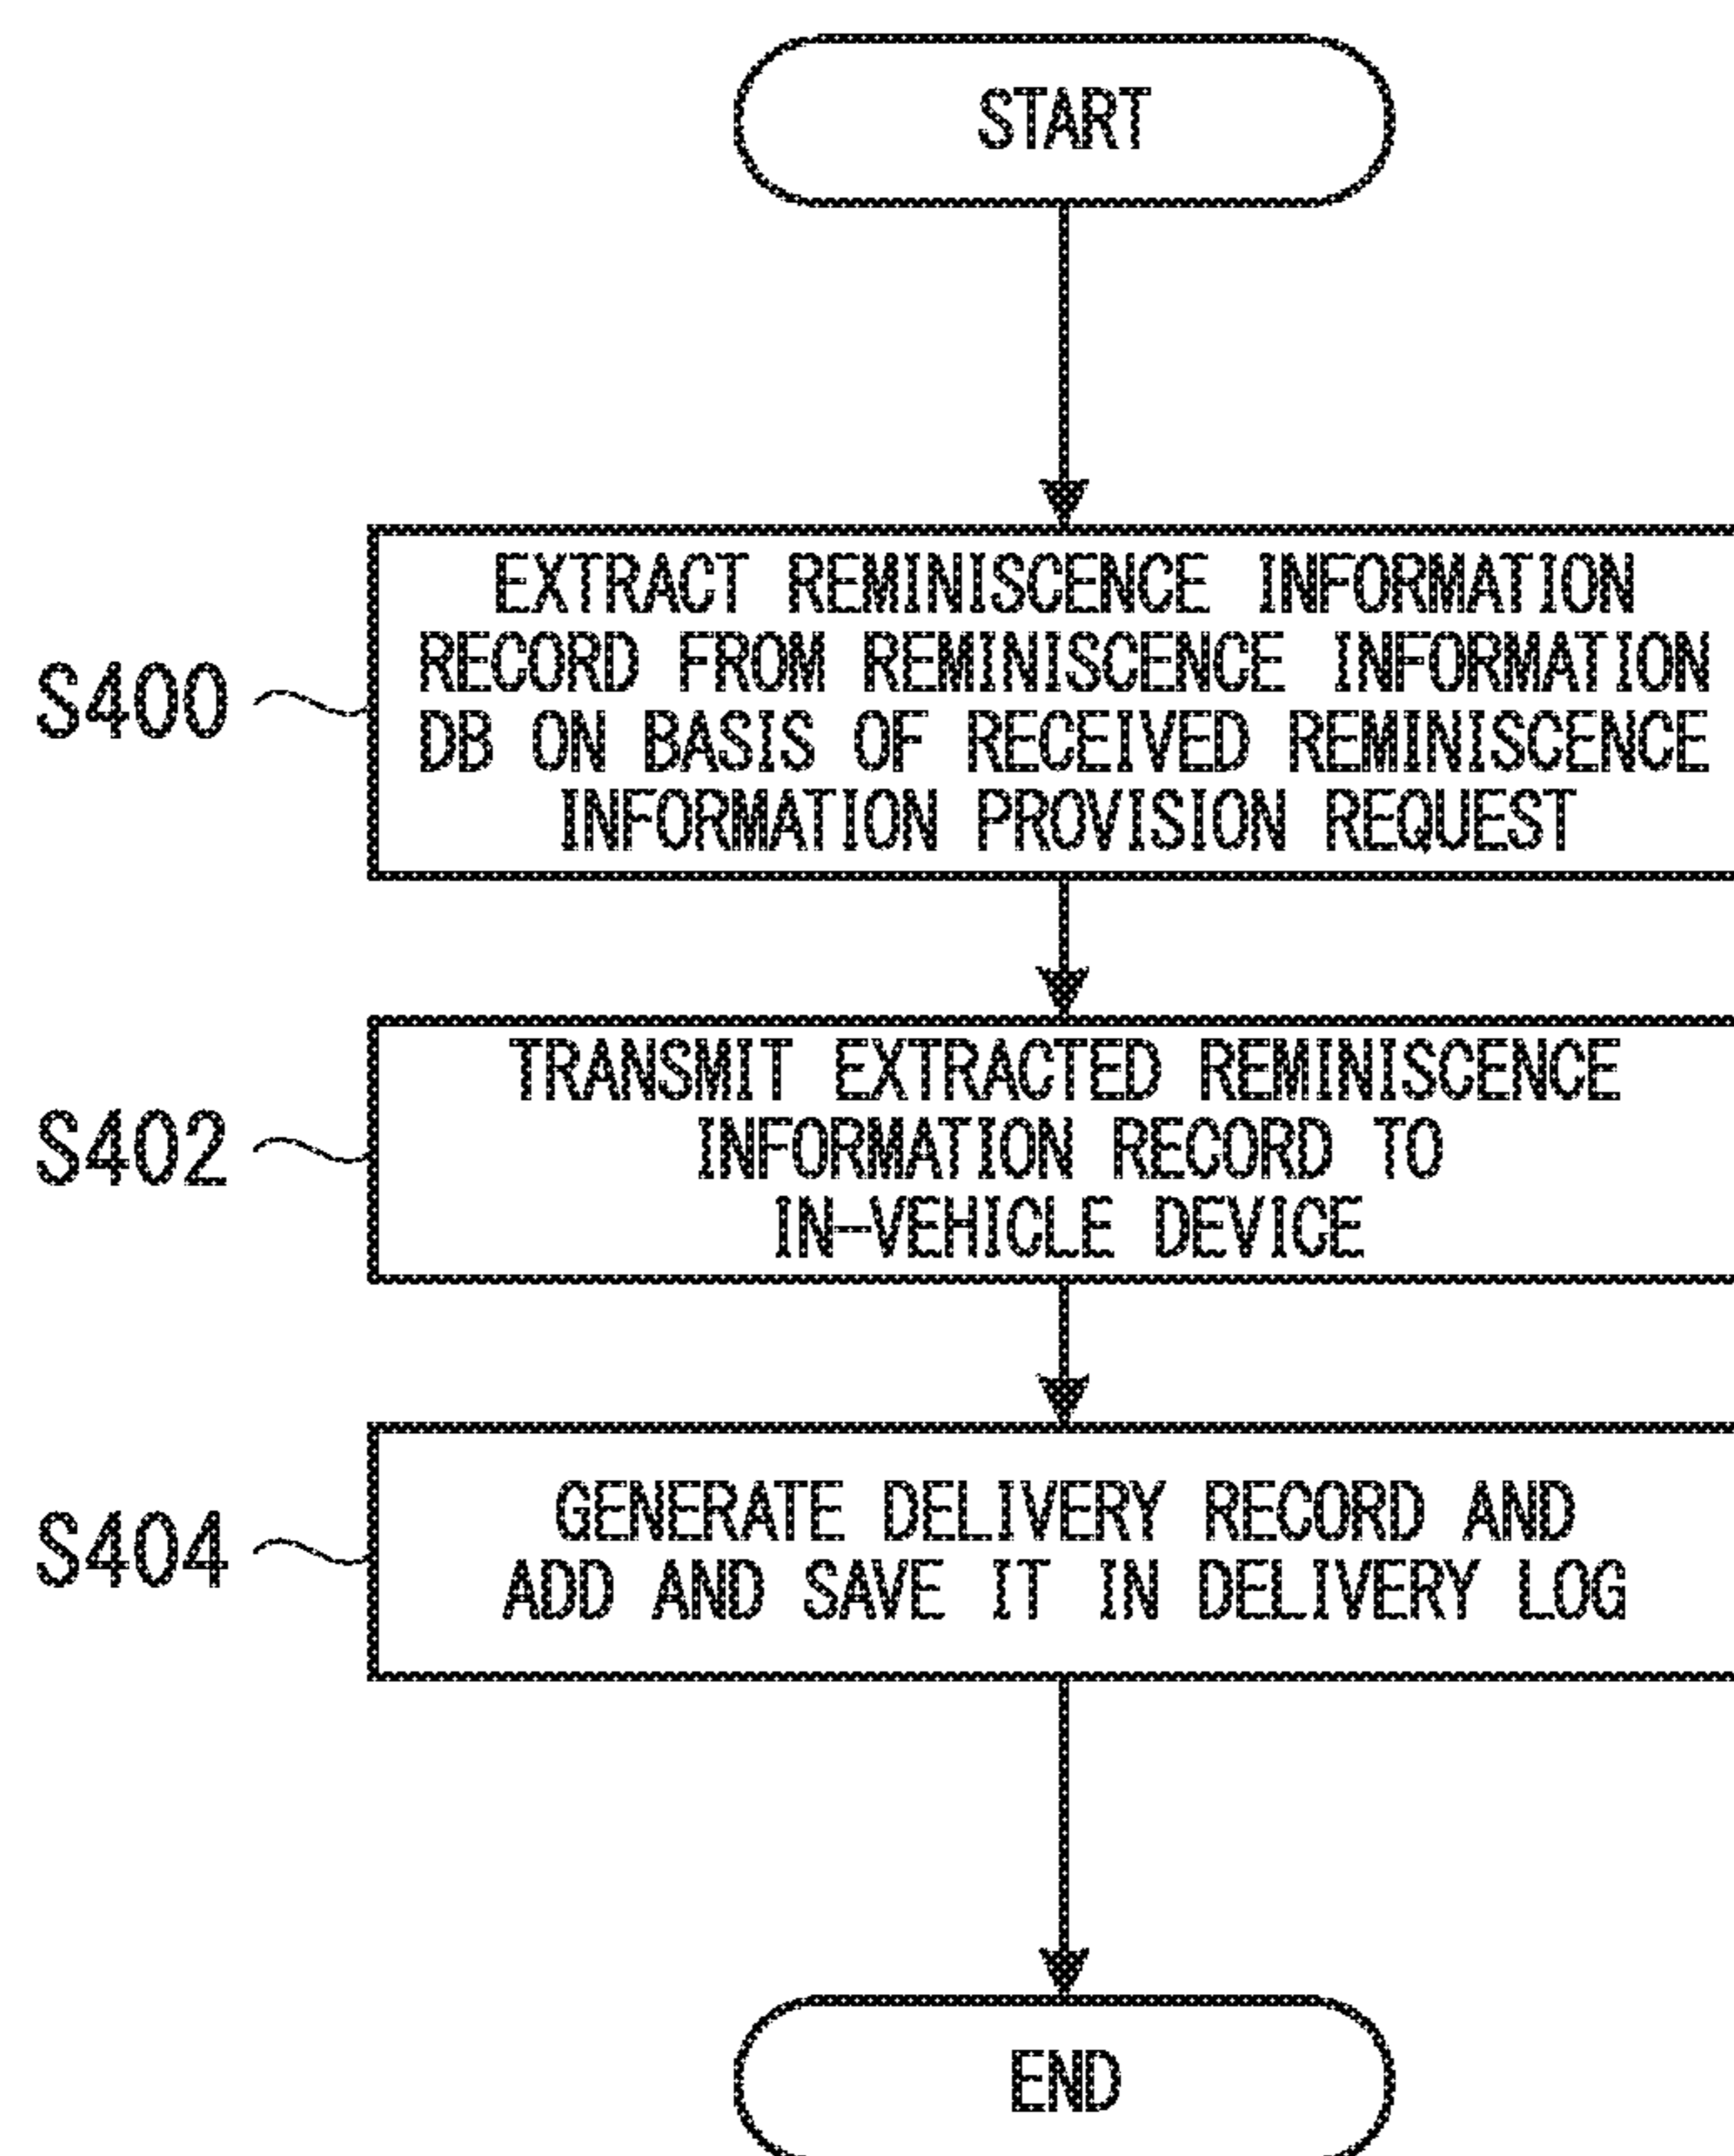 START
EXTRACT REMINISCENCE INFORMATION
RECORD FROM REMINISCENCE INFORMATION
S400
DB ON BASIS OF RECEIVED REMINISCENCE
INFORMATION PROVISION REQUEST
TRANSMIT EXTRACTED REMINISCENCE
S402
INFORMATION RECORD TO
IN-VEHICLE DEVICE
GENERATE DELIVERY RECORD AND
S404
ADD AND SAVE IT IN DELIVERY LOG
END